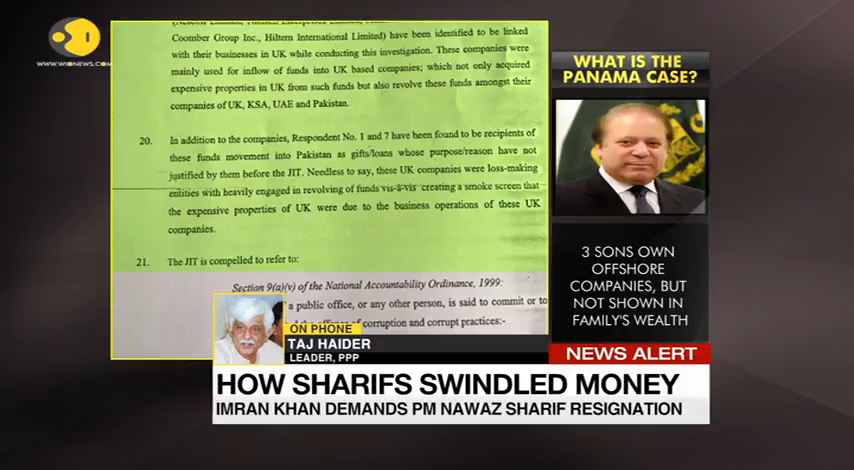 WWW.WIONEWS.COM
Coomber Group Inc., Hiltern International Limited) have been identified to be linked
with their businesses in UK while conducting this investigation. These companies were
mainly used for inflow of funds into UK based companies; which not only acquired
expensive properties in UK from such funds but also revolve these funds amongst their
companies of UK, KSA, UAE and Pakistan.
20. In addition to the companies, Respondent No. 1 and 7 have been found to be recipients of
these funds movement into Pakistan as gifts/loans whose purpose/reason have not
justified by them before the JIT. Needless to say, these UK companies were loss-making
entities with heavily engaged in revolving of funds vis-à-vis creating a smoke screen that
the expensive properties of UK were due to the business operations of these UK
companies.
21. The JIT is compelled to refer to:
Section 9(a)(v) of the National Accountability Ordinance, 1999:
a public office, or any other person, is said to commit or to
of corruption and corrupt practices:-
WHAT IS THE
PANAMA CASE?
3 SONS OWN
OFFSHORE
COMPANIES, BUT
NOT SHOWN IN
FAMILY'S WEALTH
ON PHONE
TAJ HAIDER
LEADER, PPP
NEWS ALERT
HOW SHARIFS SWINDLED MONEY
IMRAN KHAN DEMANDS PM NAWAZ SHARIF RESIGNATION